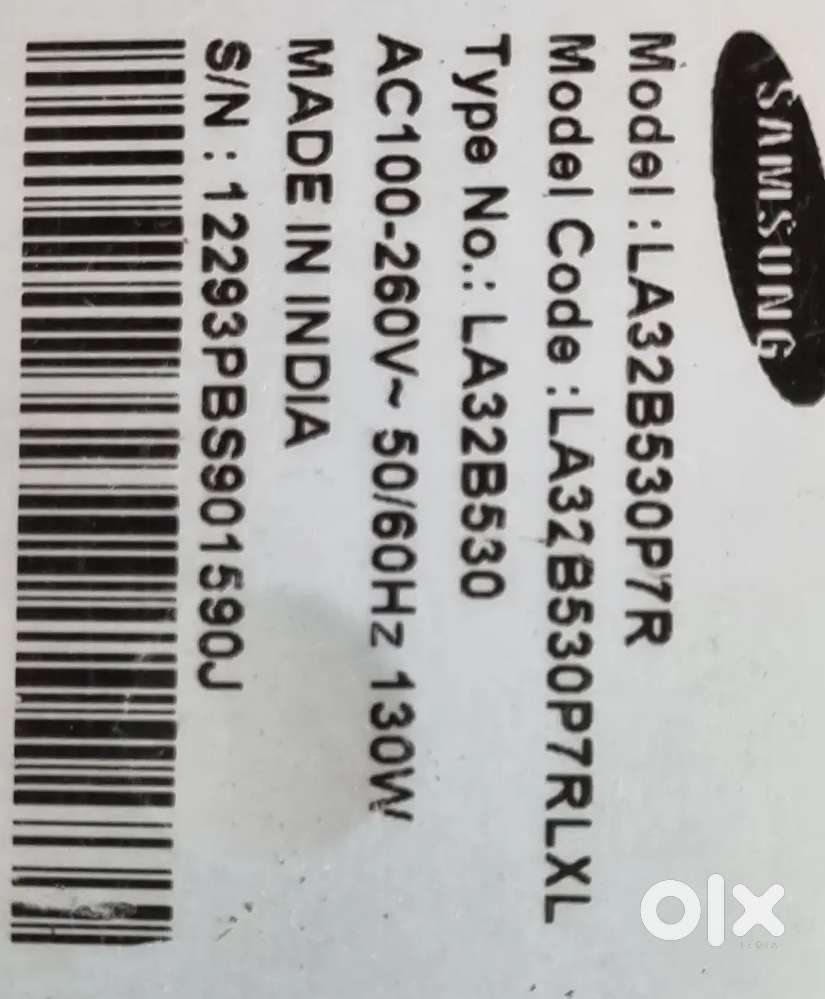 SAMSUNG
Model :LA32B530P7R
Model Code :LA32B530P7RLXL
Type No.: LA32B530
AC100-260V~ 50/60Hz 130W
MADE IN INDIA
S/N : 12293PBS901590J
olx
INDIA